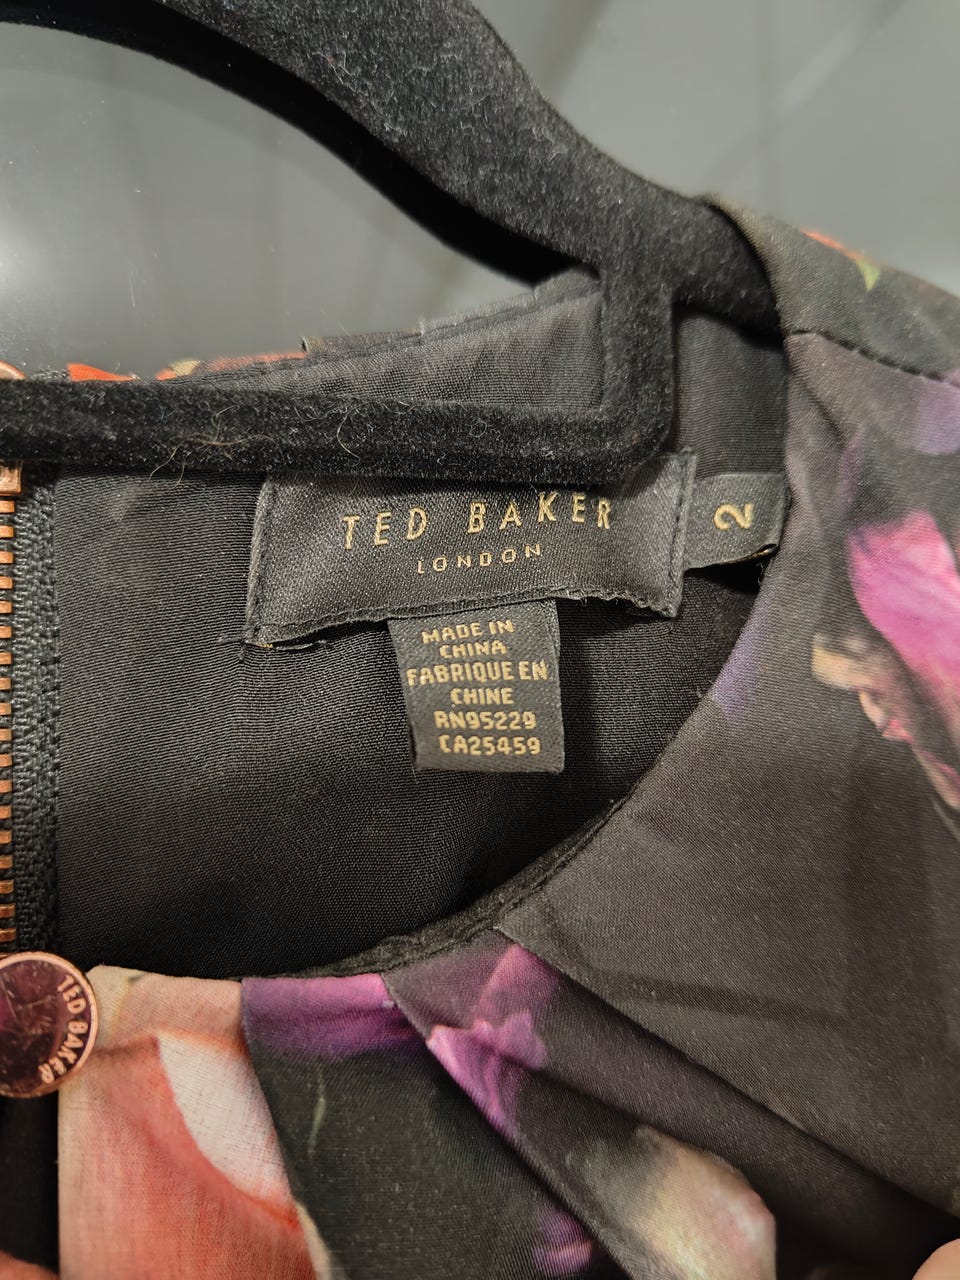 TED BAKER
LONDON
2
MADE IN
CHINA
FABRIQUE EN
CHINE
RN95229
CA25459
TED BAKER